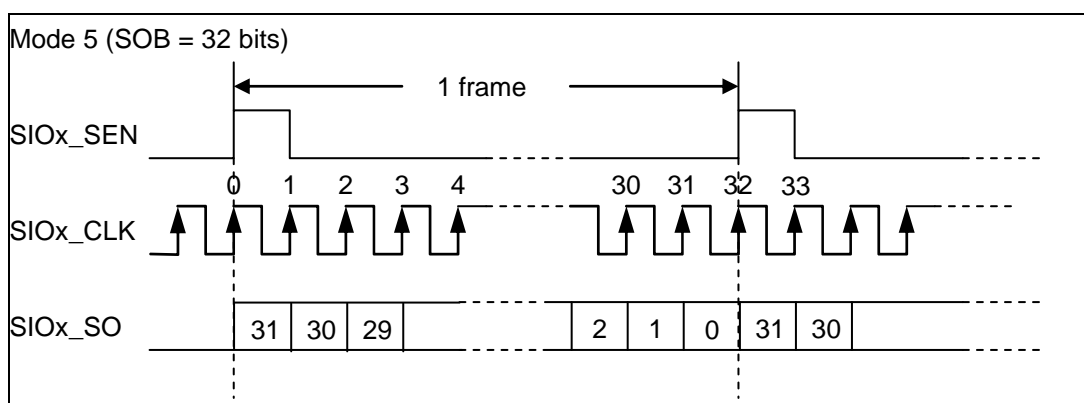 Mode 5 (SOB = 32 bits)
1 frame
SIOx_SEN
0 1 2 3 4 30 31 32 33
SIOx_CLK
SIOx_SO
31 30 29 2 1 0 31 30